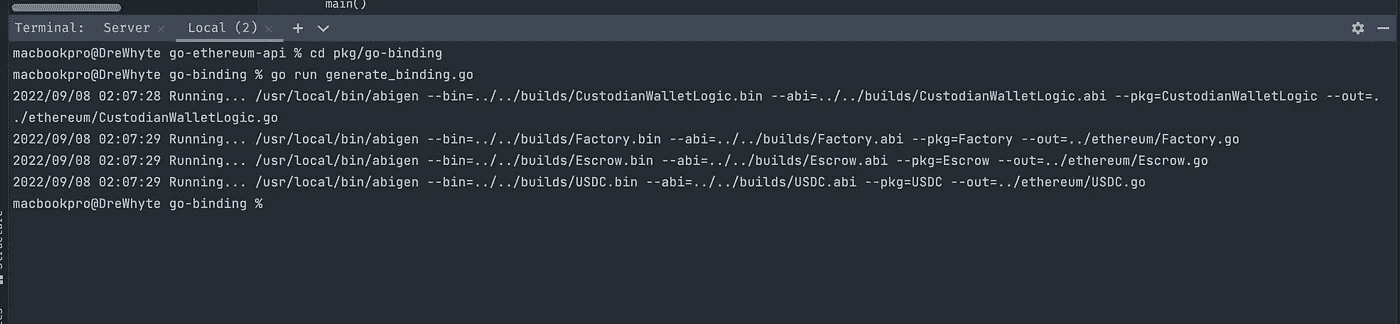 main()
Terminal: Server × Local (2) × +
macbookpro@DreWhyte go-ethereum-api % cd pkg/go-binding
macbookpro@DreWhyte go-binding % go run generate_binding.go
2022/09/08 02:07:28 Running... /usr/local/bin/abigen --bin=../../builds/CustodianWalletLogic.bin --abi=../../builds/CustodianWalletLogic.abi --pkg=CustodianWalletLogic --out=.
./ethereum/CustodianWalletLogic.go
2022/09/08 02:07:29 Running... /usr/local/bin/abigen --bin=../../builds/Factory.bin --abi=../../builds/Factory.abi --pkg=Factory --out=../ethereum/Factory.go
2022/09/08 02:07:29 Running... /usr/local/bin/abigen --bin=../../builds/Escrow.bin --abi=../../builds/Escrow.abi --pkg=Escrow --out=../ethereum/Escrow.go
2022/09/08 02:07:29 Running... /usr/local/bin/abigen --bin=../../builds/USDC.bin --abi=../../builds/USDC.abi --pkg=USDC --out=../ethereum/USDC.go
macbookpro@DreWhyte go-binding %